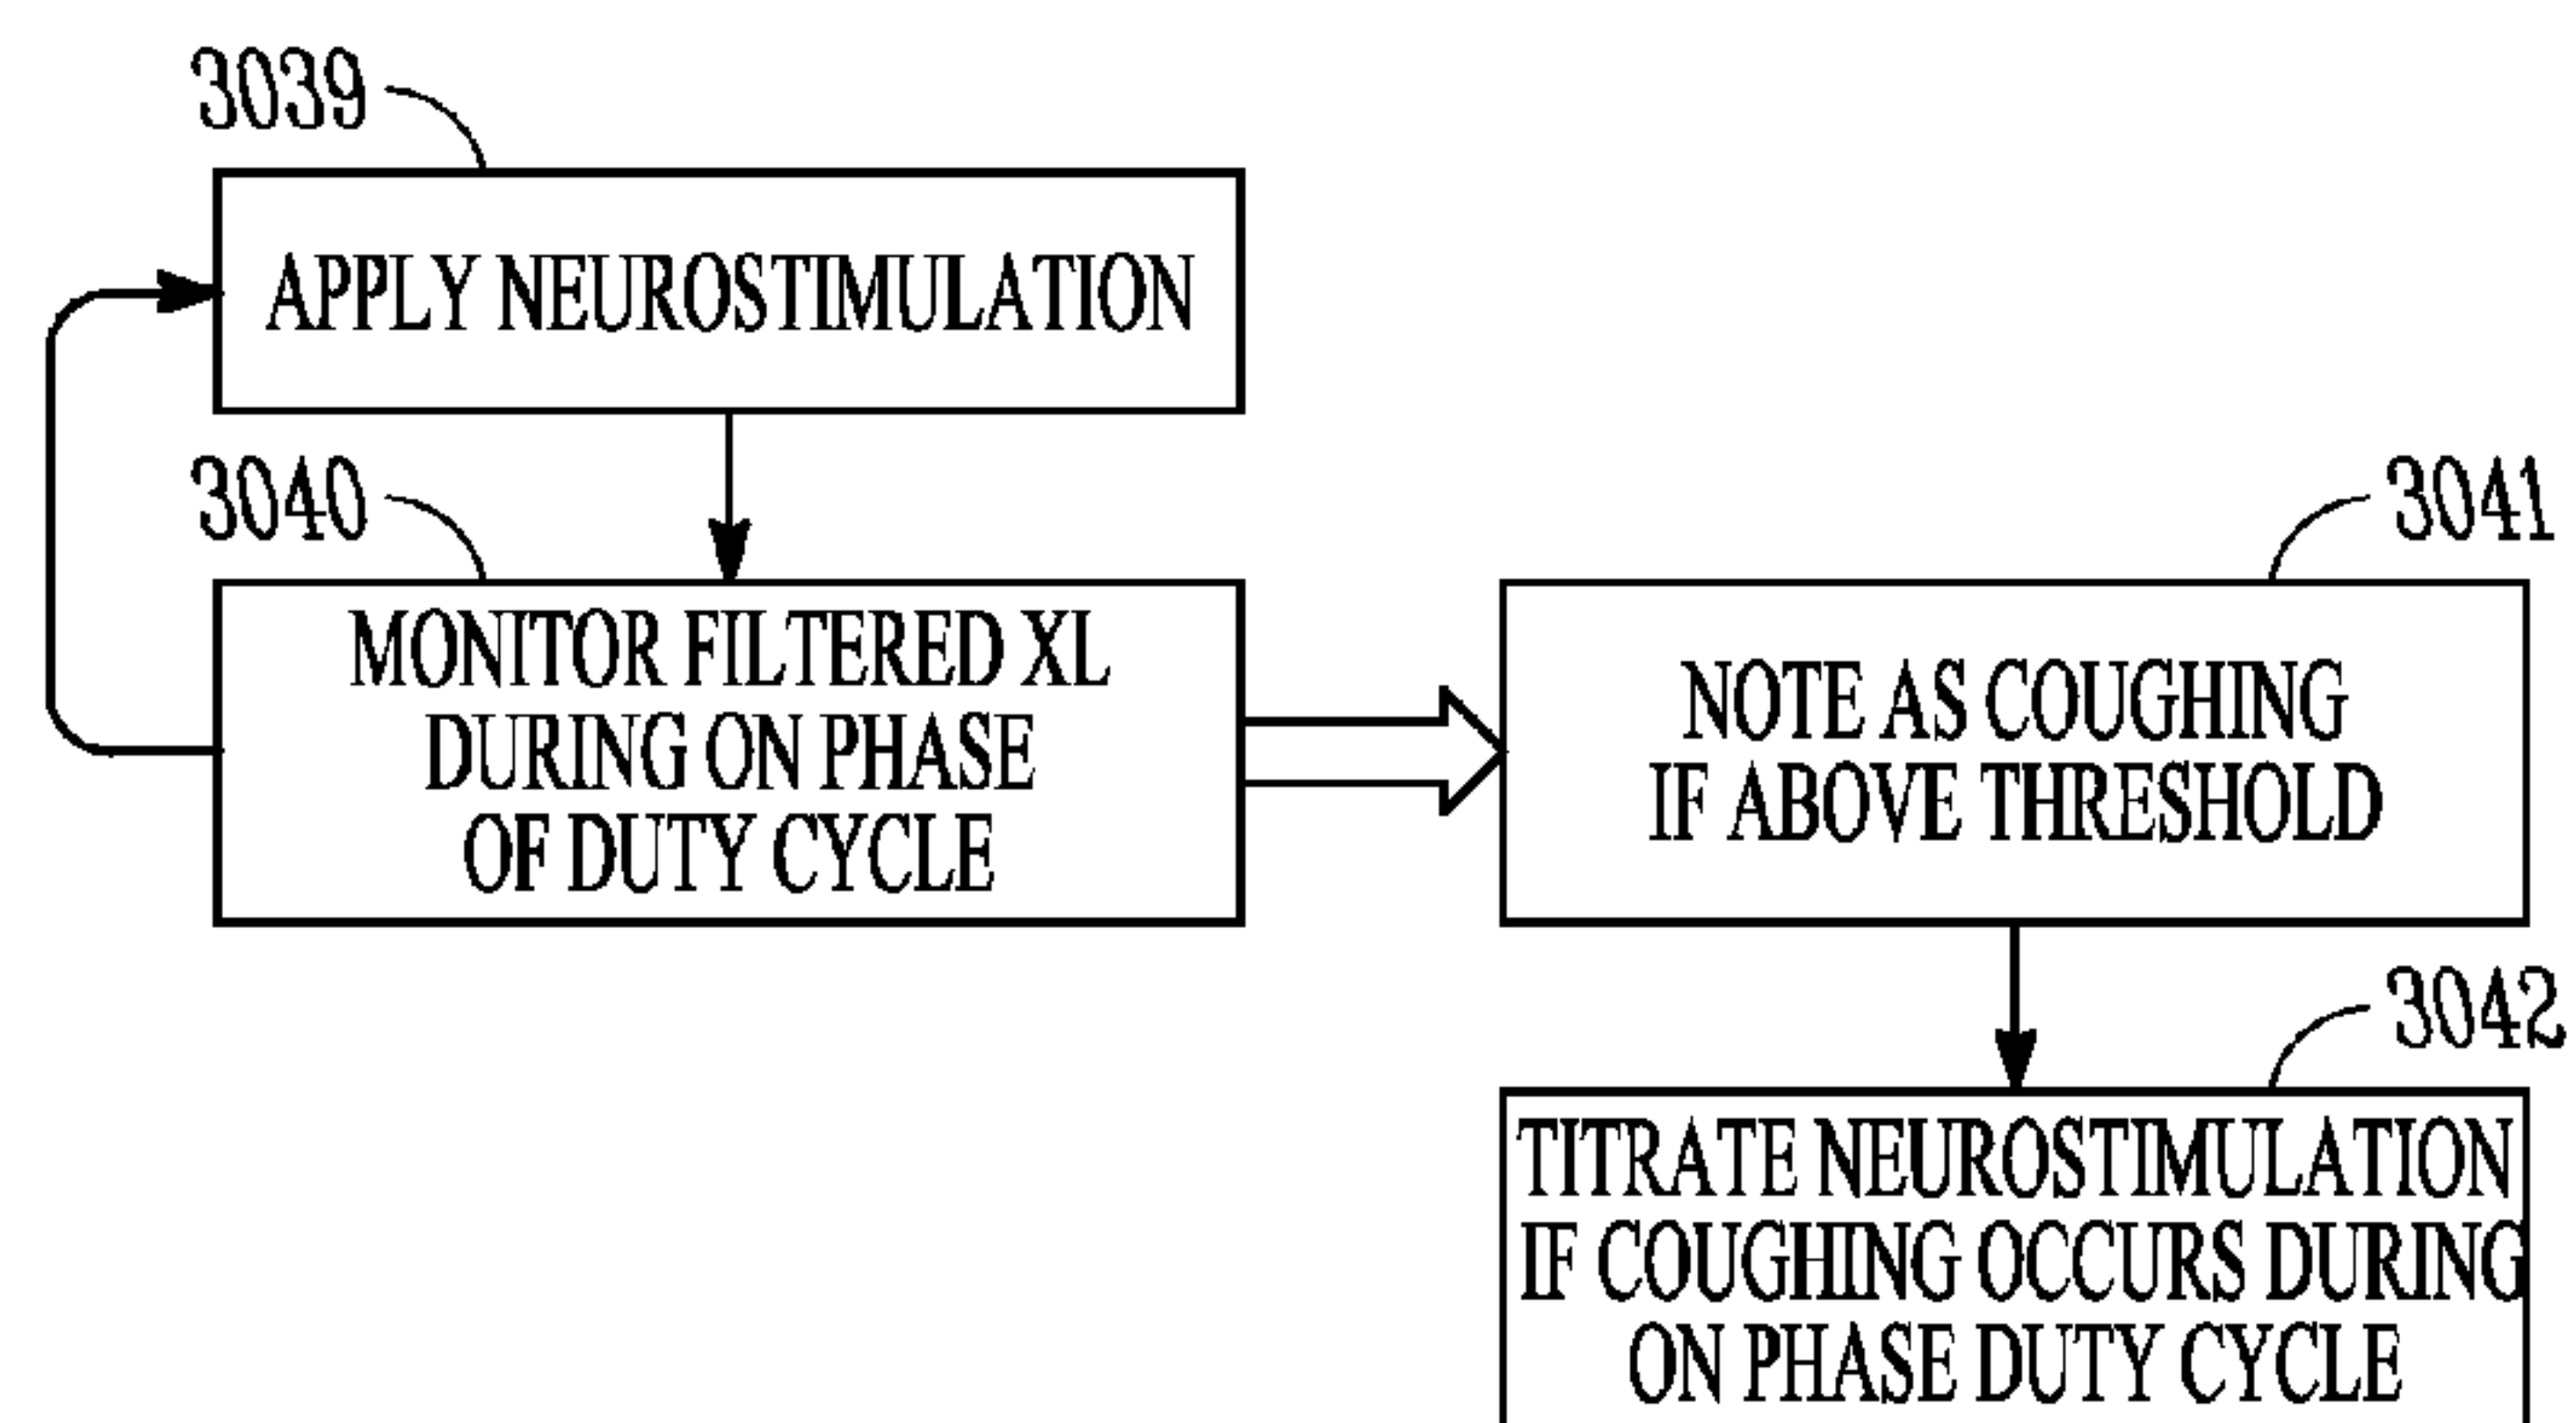 3039
APPLY NEUROSTIMULATION
3040
MONITOR FILTERED XL
DURING ON PHASE
OF DUTY CYCLE
3041
NOTE AS COUGHING
IF ABOVE THRESHOLD
3042
TITRATE NEUROSTIMULATION
IF COUGHING OCCURS DURING
ON PHASE DUTY CYCLE